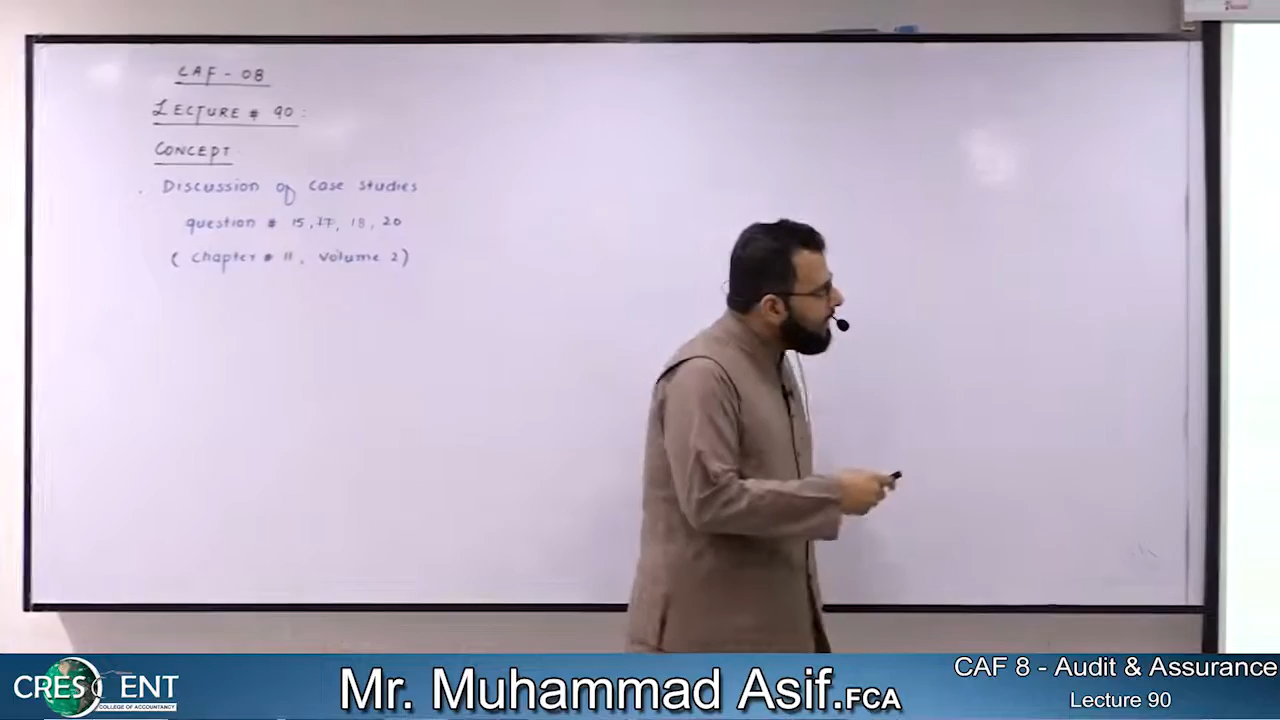 CAF - 08
LECTURE # 90 :
CONCEPT
. Discussion of case studies
question # 15, 17, 18, 20
( chapter # 11, volume 2 )
CRESCENT
COLLEGE OF ACCOUNTANCY
Mr. Muhammad Asif.FCA
CAF 8 - Audit & Assurance
Lecture 90